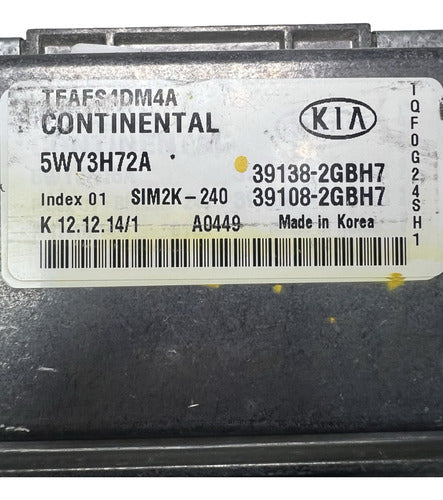 TFAFS4DM4A
CONTINENTAL
KIA
5WY3H72A
39138-2GBH7
Index 01 SIM2K-240 39108-2GBH7
K 12.12.14/1 A0449 Made in Korea
TQF0G24SH1